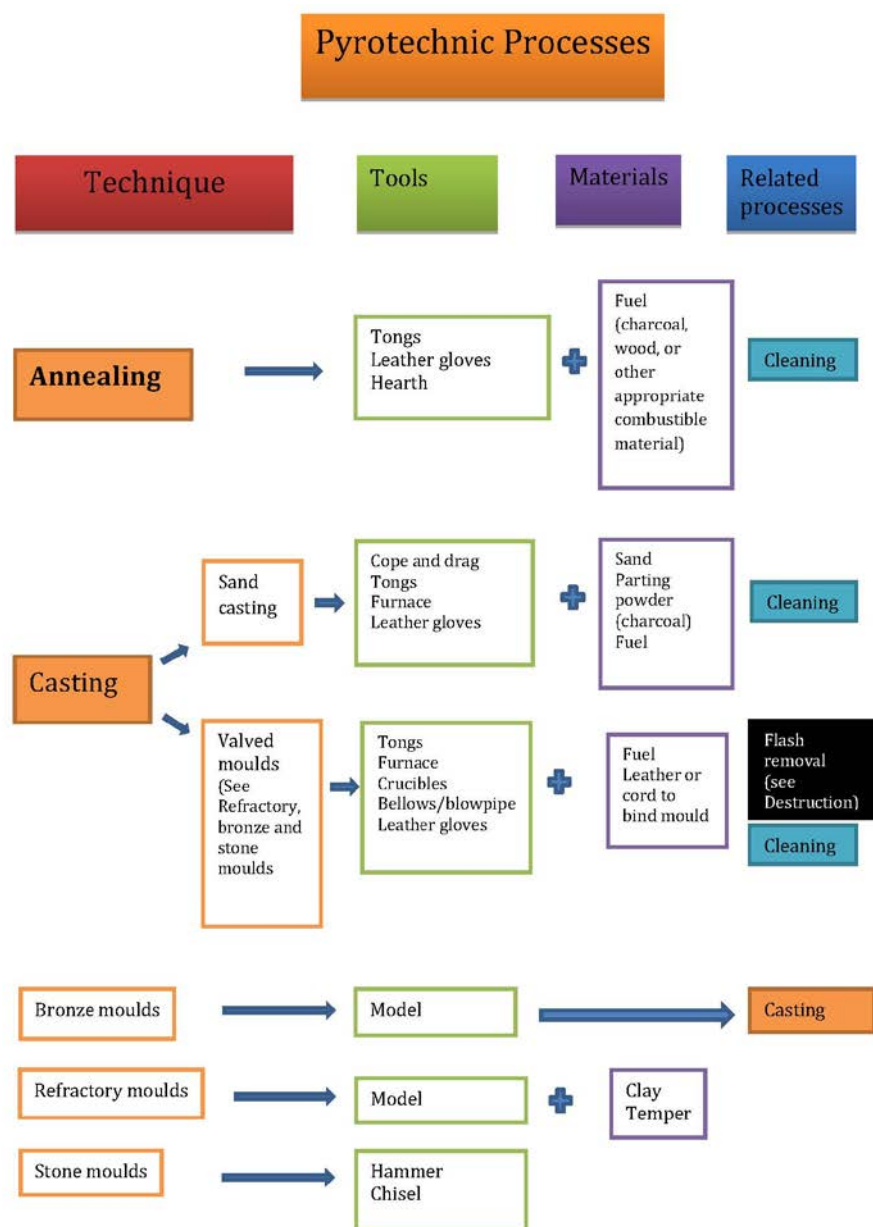 Pyrotechnic Processes
Technique
Tools
Materials
Related
processes
Annealing
Tongs
Leather gloves
Hearth
Fuel
(charcoal,
wood, or
other
appropriate
combustible
material)
Cleaning
Casting
Sand
casting
Cope and drag
Tongs
Furnace
Leather gloves
Sand
Parting
powder
(charcoal)
Fuel
Cleaning
Valved
moulds
(See
Refractory,
bronze and
stone
moulds
Tongs
Furnace
Crucibles
Bellows/blowpipe
Leather gloves
Fuel
Leather or
cord to
bind mould
Flash
removal
(see
Destruction)
Cleaning
Bronze moulds
Model
Casting
Refractory moulds
Model
Clay
Temper
Stone moulds
Hammer
Chisel